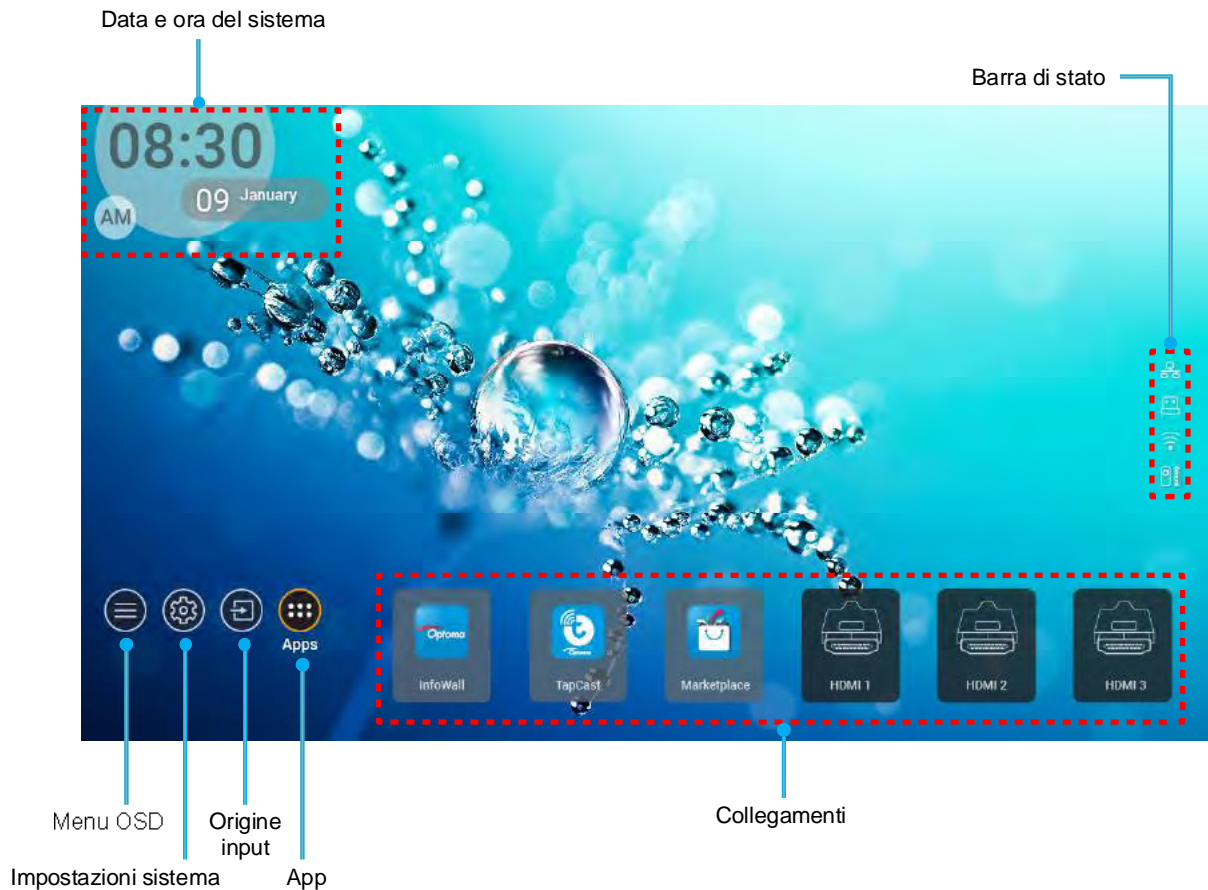 Data e ora del sistema
Barra di stato
08:30
09 January
AM
Apps
Optoma
InfoWall
TapCast
Marketplace
HDMI 1
HDMI 2
HDMI 3
Menu OSD
Origine
input
Collegamenti
Impostazioni sistema
App